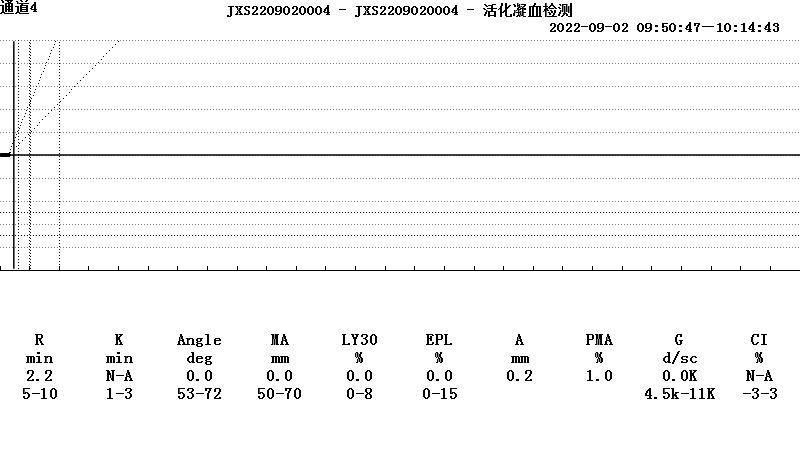 通道4
JXS2209020004 - JXS2209020004 - 活化凝血检测
2022-09-02 09:50:47--10:14:43
R K Angle MA LY30 EPL A PMA G CI
min min deg mm % % mm % d/sc %
2.2 N-A 0.0 0.0 0.0 0.0 0.2 1.0 0.0K N-A
5-10 1-3 53-72 50-70 0-8 0-15 4.5k-11K -3-3